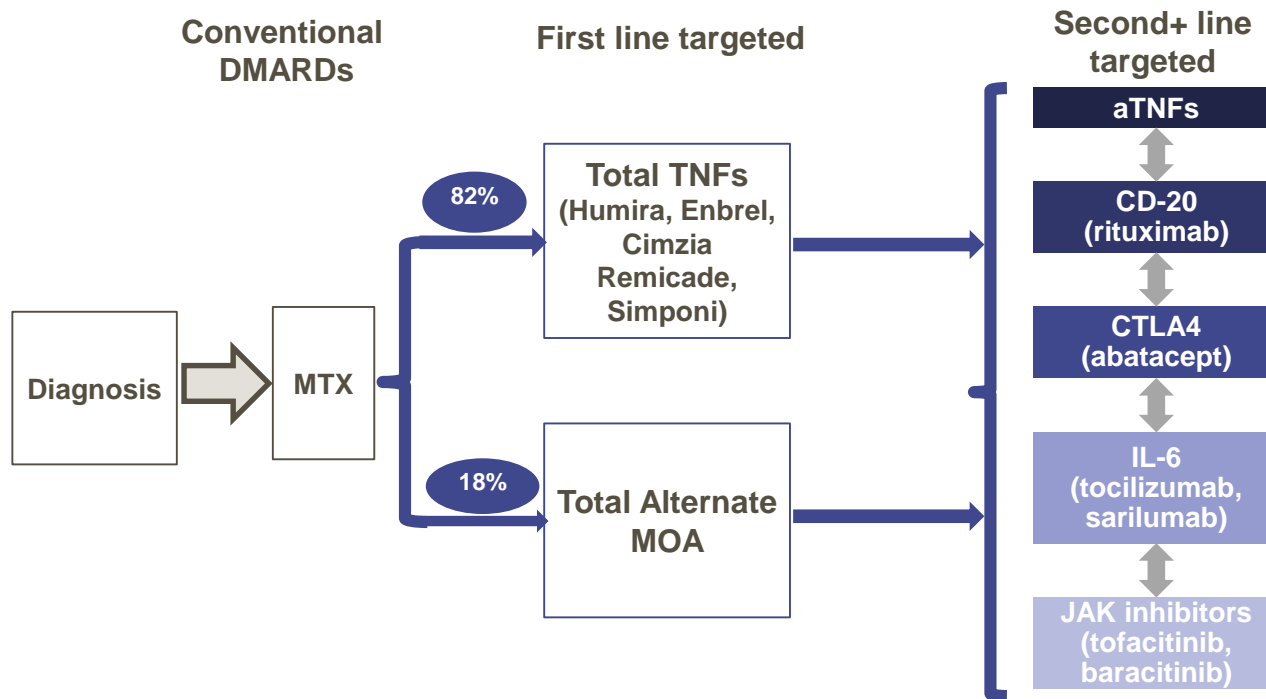 Conventional
DMARDs
First line targeted
Second+ line
targeted
Diagnosis
MTX
82%
Total TNFs
(Humira, Enbrel,
Cimzia
Remicade,
Simponi)
18%
Total Alternate
MOA
aTNFs
CD-20
(rituximab)
CTLA4
(abatacept)
IL-6
(tocilizumab,
sarilumab)
JAK inhibitors
(tofacitinib,
baracitinib)